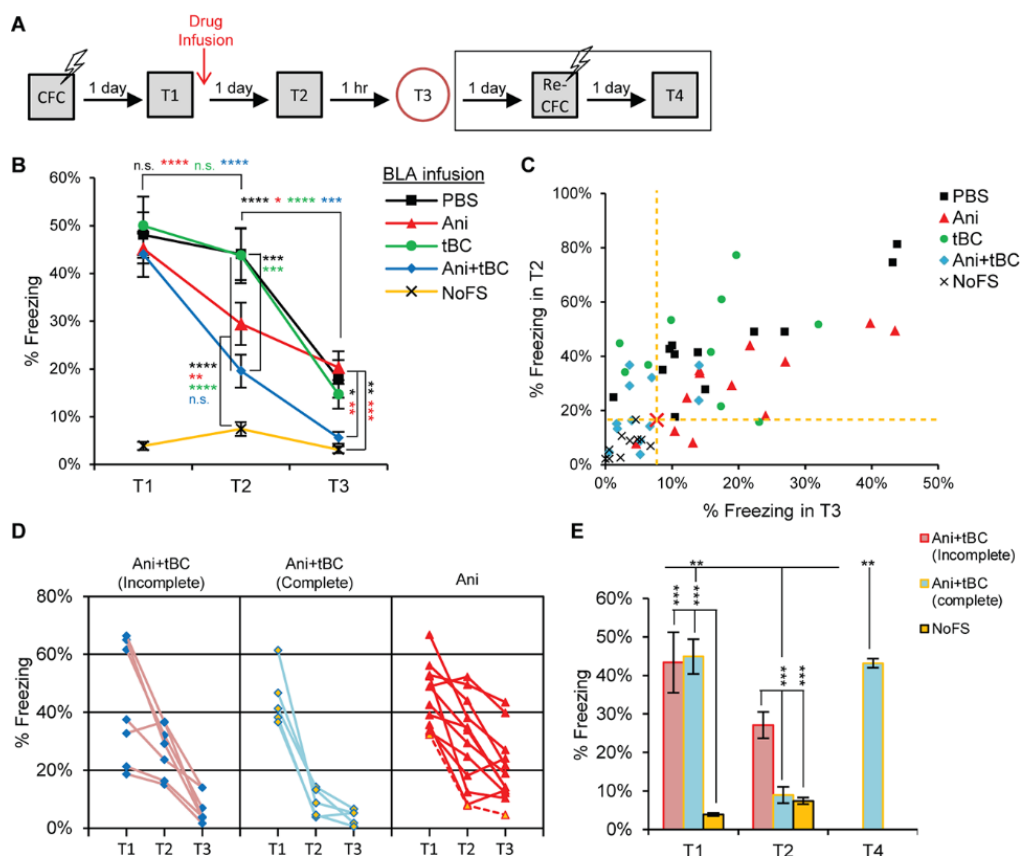 A
Drug
Infusion
CFC
1 day
T1
1 day
T2
1 hr
T3
1 day
Re-
CFC
1 day
T4
B
n.s. **** n.s. ****
**** * **** ***
60%
50%
40%
30%
20%
10%
0%
% Freezing
T1
T2
T3
***
***
****
**
****
n.s.
* **
** ***
BLA infusion
PBS
Ani
tBC
Ani+tBC
NoFS
C
100%
80%
60%
40%
20%
0%
% Freezing in T2
0%
10%
20%
30%
40%
50%
% Freezing in T3
PBS
Ani
tBC
Ani+tBC
NoFS
D
Ani+tBC
(Incomplete)
Ani+tBC
(Complete)
Ani
80%
60%
40%
20%
0%
% Freezing
T1 T2 T3
T1 T2 T3
T1 T2 T3
E
Ani+tBC
(Incomplete)
Ani+tBC
(complete)
NoFS
**
**
***
***
***
***
60%
50%
40%
30%
20%
10%
0%
% Freezing
T1
T2
T4